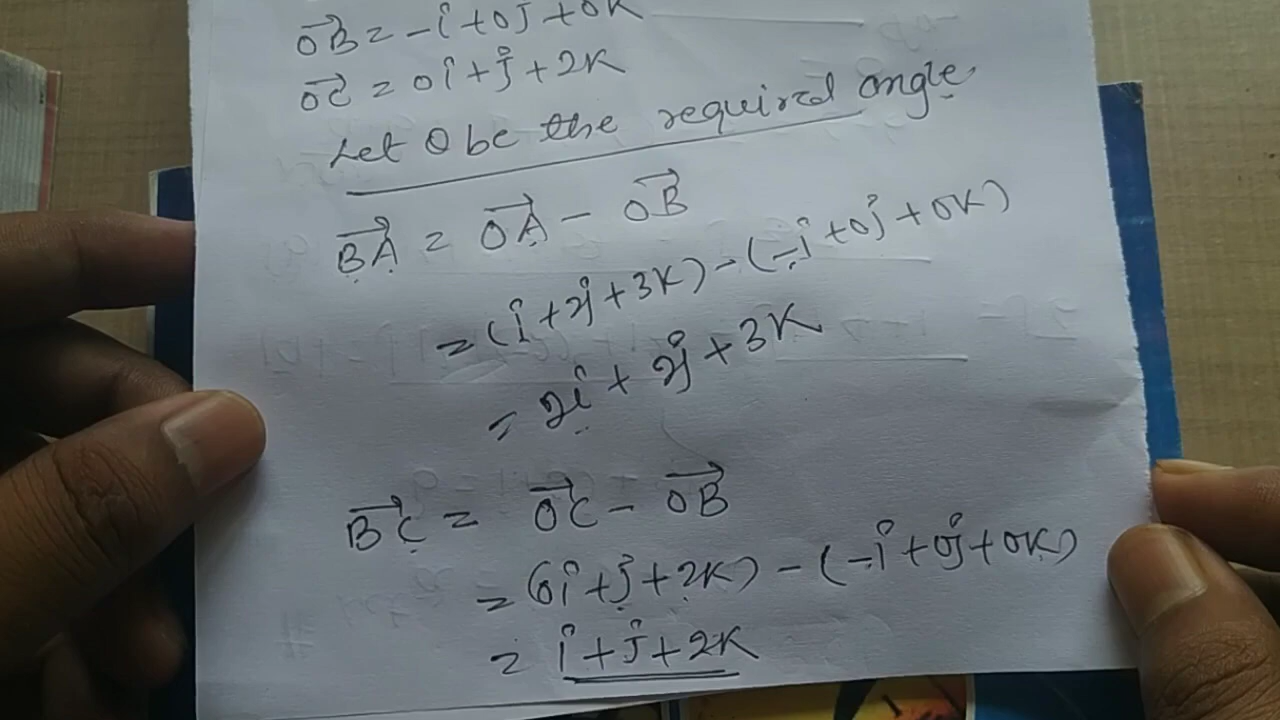 OB = -i + 0j + 0K
OC = 0i + j + 2K
Let θ be the required angle.
BA = OA - OB
= (i + 2j + 3K) - (-i + 0j + 0K)
= 2i + 2j + 3K
BC = OC - OB
= (0i + j + 2K) - (-i + 0j + 0K)
= i + j + 2K